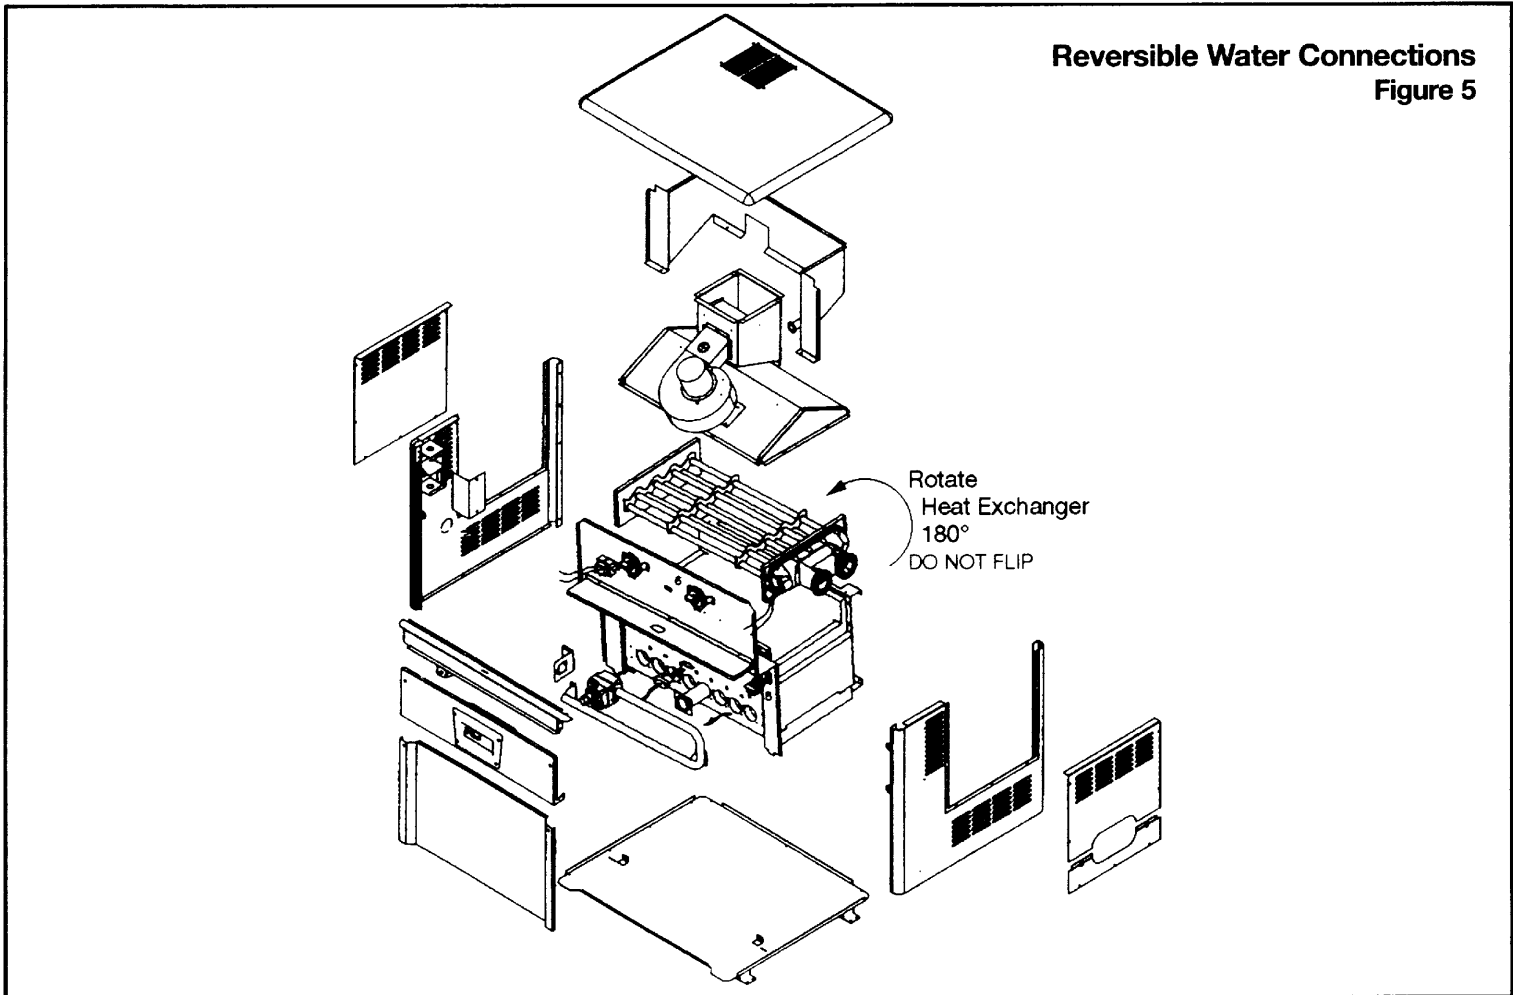 Reversible Water Connections
Figure 5
Rotate
Heat Exchanger
180°
DO NOT FLIP